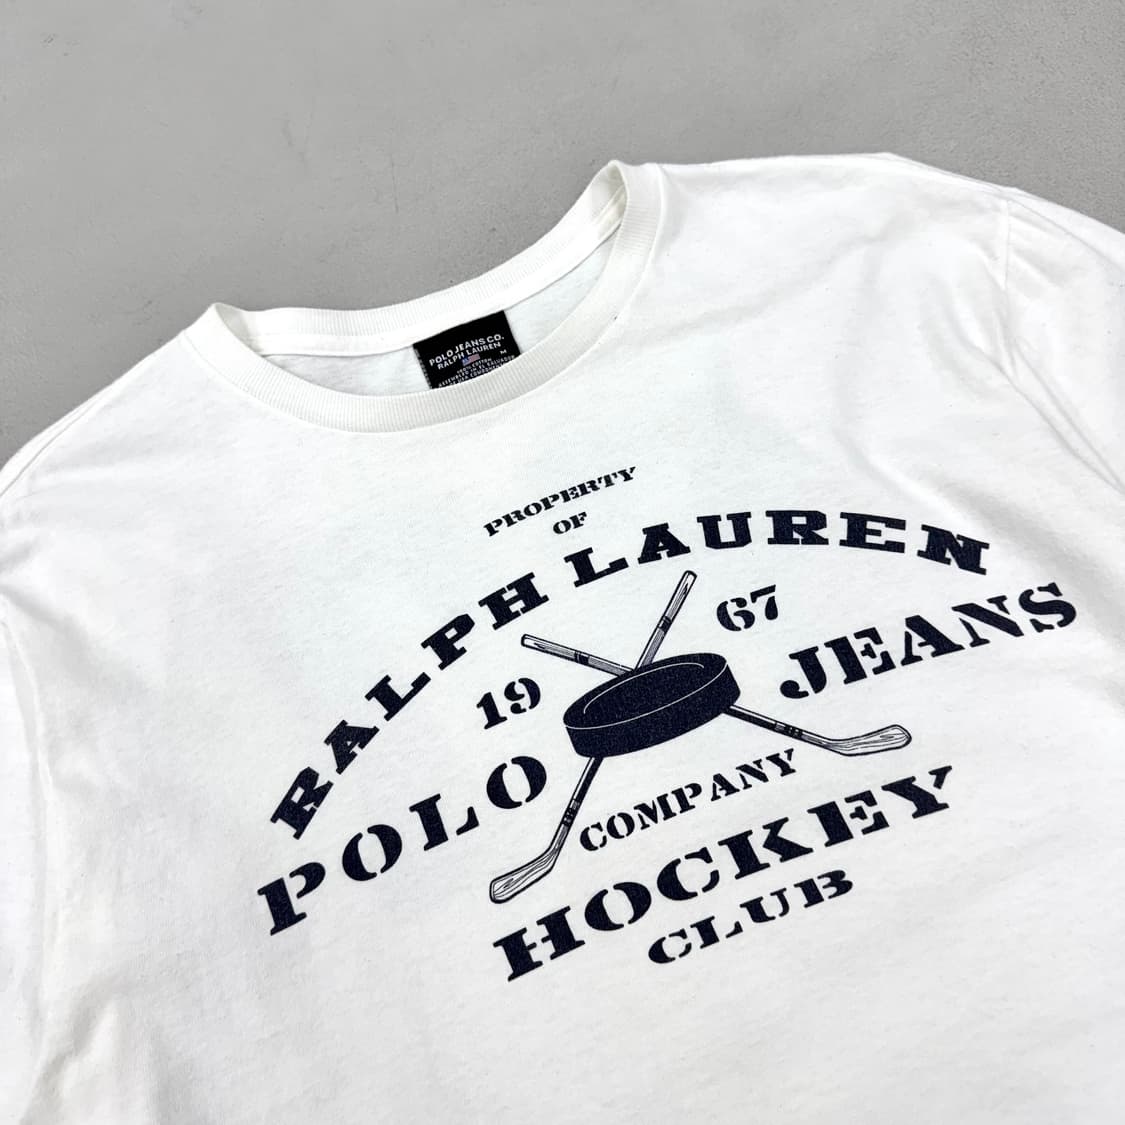 POLO JEANS CO.
RALPH LAUREN
M
PROPERTY
OF
RALPH LAUREN
19 67
POLO JEANS
COMPANY
HOCKEY
CLUB